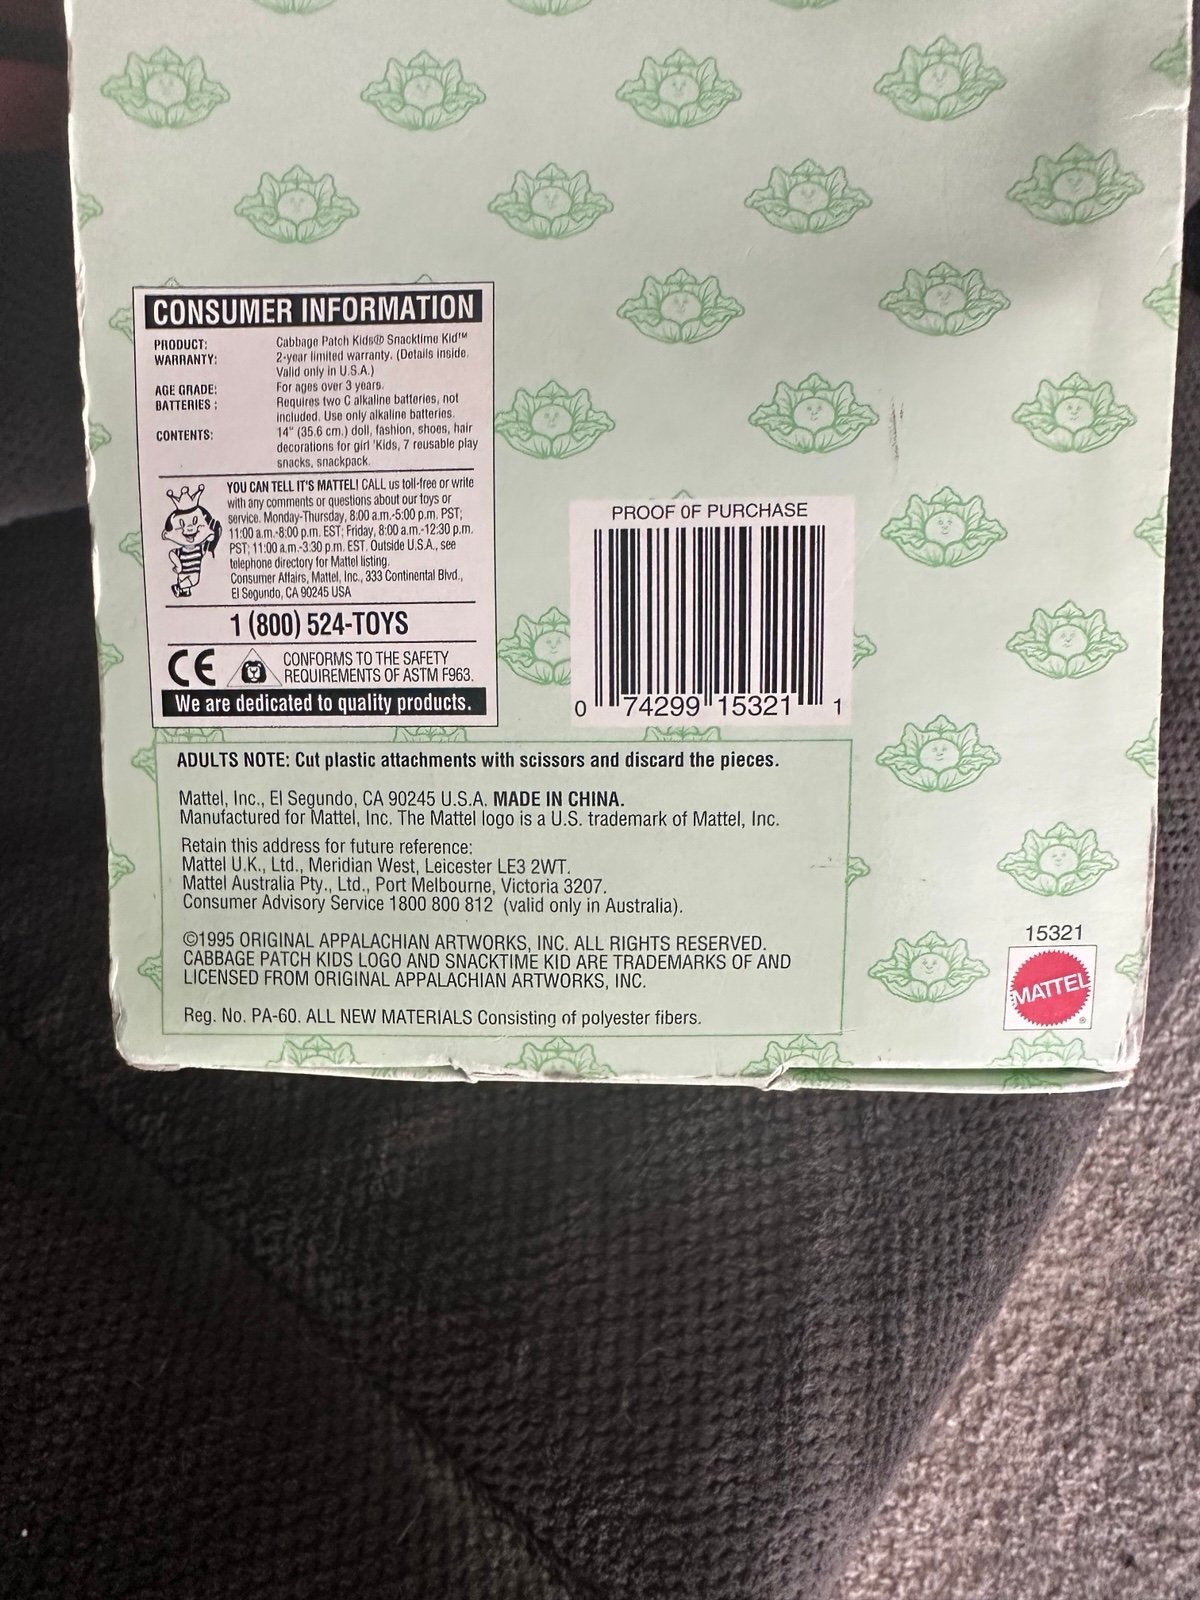 CONSUMER INFORMATION
PRODUCT: Cabbage Patch Kids® Snacktime Kid™
WARRANTY: 2-year limited warranty. (Details inside.
Valid only in U.S.A.)
AGE GRADE: For ages over 3 years.
BATTERIES : Requires two C alkaline batteries, not
included. Use only alkaline batteries.
CONTENTS: 14" (35.6 cm.) doll, fashion, shoes, hair
decorations for girl 'Kids, 7 reusable play
snacks, snackpack.
YOU CAN TELL IT'S MATTEL! CALL us toll-free or write
with any comments or questions about our toys or
service. Monday-Thursday, 8:00 a.m.-5:00 p.m. PST;
11:00 a.m.-8:00 p.m. EST; Friday, 8:00 a.m.-12:30 p.m.
PST; 11:00 a.m.-3:30 p.m. EST. Outside U.S.A., see
telephone directory for Mattel listing.
Consumer Affairs, Mattel, Inc., 333 Continental Blvd.,
El Segundo, CA 90245 USA
1 (800) 524-TOYS
CE CONFORMS TO THE SAFETY
REQUIREMENTS OF ASTM F963.
We are dedicated to quality products.
PROOF OF PURCHASE
0 74299 15321 1
ADULTS NOTE: Cut plastic attachments with scissors and discard the pieces.
Mattel, Inc., El Segundo, CA 90245 U.S.A. MADE IN CHINA.
Manufactured for Mattel, Inc. The Mattel logo is a U.S. trademark of Mattel, Inc.
Retain this address for future reference:
Mattel U.K., Ltd., Meridian West, Leicester LE3 2WT.
Mattel Australia Pty., Ltd., Port Melbourne, Victoria 3207.
Consumer Advisory Service 1800 800 812 (valid only in Australia).
©1995 ORIGINAL APPALACHIAN ARTWORKS, INC. ALL RIGHTS RESERVED.
CABBAGE PATCH KIDS LOGO AND SNACKTIME KID ARE TRADEMARKS OF AND
LICENSED FROM ORIGINAL APPALACHIAN ARTWORKS, INC.
Reg. No. PA-60. ALL NEW MATERIALS Consisting of polyester fibers.
15321
MATTEL®